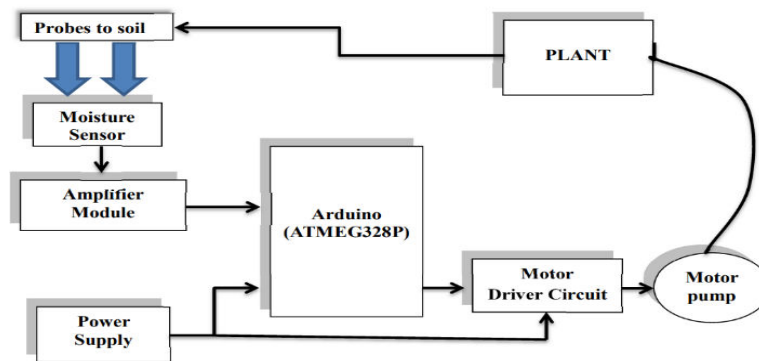 Probes to soil
PLANT
Moisture
Sensor
Amplifier
Module
Arduino
(ATMEG328P)
Motor
Driver Circuit
Motor
pump
Power
Supply